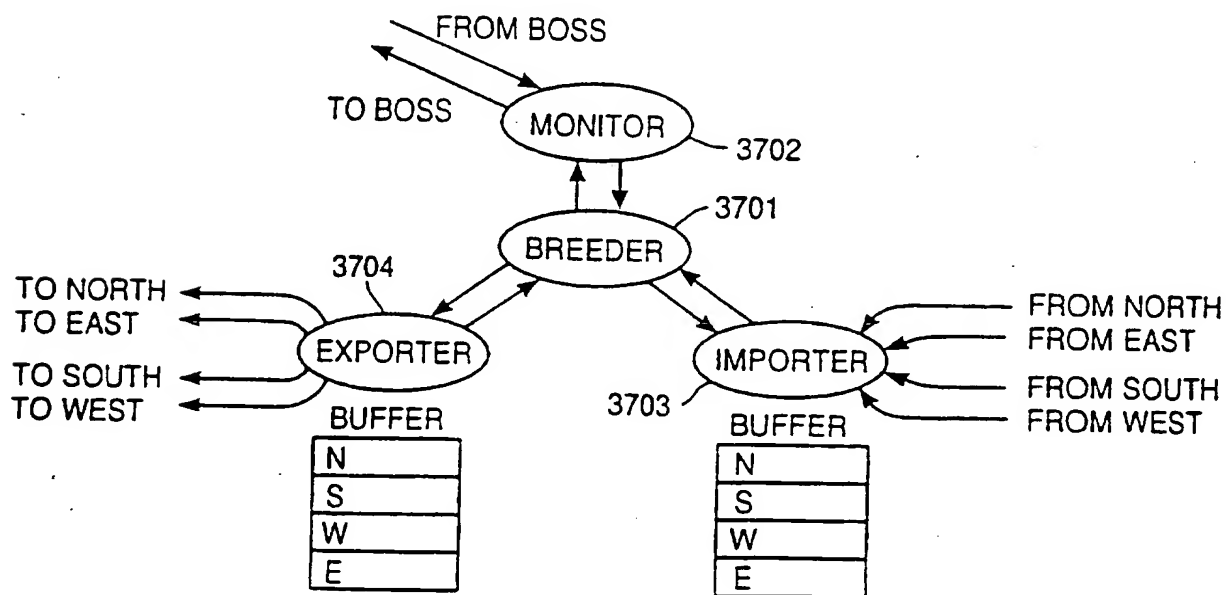 FROM BOSS
TO BOSS
MONITOR
3702
3701
BREEDER
3704
TO NORTH
TO EAST
EXPORTER
TO SOUTH
TO WEST
BUFFER
N
S
W
E
FROM NORTH
FROM EAST
IMPORTER
3703
FROM SOUTH
FROM WEST
BUFFER
N
S
W
E